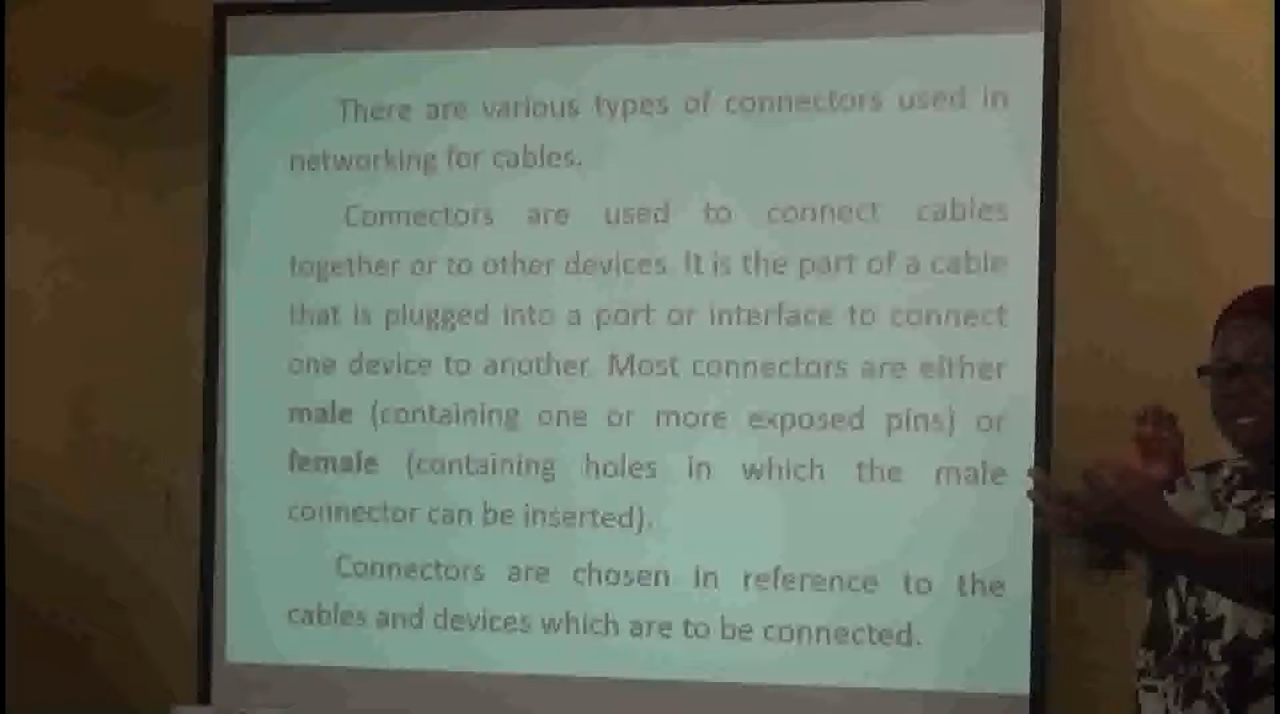 There are various types of connectors used in
networking for cables.
Connectors are used to connect cables
together or to other devices. It is the part of a cable
that is plugged into a port or interface to connect
one device to another. Most connectors are either
male (containing one or more exposed pins) or
female (containing holes in which the male
connector can be inserted).
Connectors are chosen in reference to the
cables and devices which are to be connected.